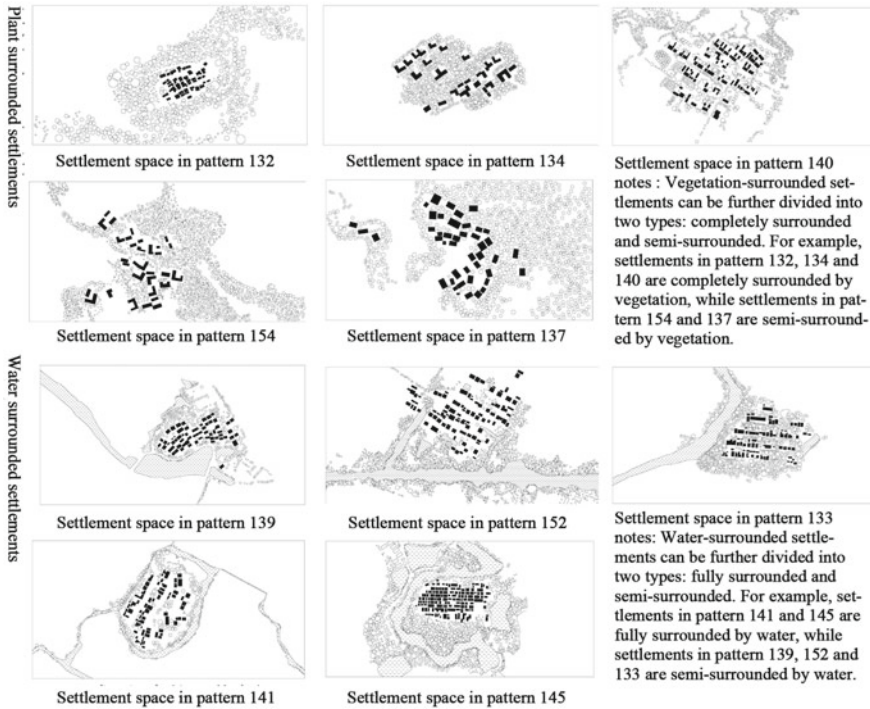 Plant surrounded settlements
Settlement space in pattern 132
Settlement space in pattern 134
Settlement space in pattern 140
notes : Vegetation-surrounded set-
tlements can be further divided into
two types: completely surrounded
and semi-surrounded. For example,
settlements in pattern 132, 134 and
140 are completely surrounded by
vegetation, while settlements in pat-
tern 154 and 137 are semi-surround-
ed by vegetation.
Settlement space in pattern 154
Settlement space in pattern 137
Water surrounded settlements
Settlement space in pattern 139
Settlement space in pattern 152
Settlement space in pattern 133
notes: Water-surrounded settle-
ments can be further divided into
two types: fully surrounded and
semi-surrounded. For example, set-
tlements in pattern 141 and 145 are
fully surrounded by water, while
settlements in pattern 139, 152 and
133 are semi-surrounded by water.
Settlement space in pattern 141
Settlement space in pattern 145